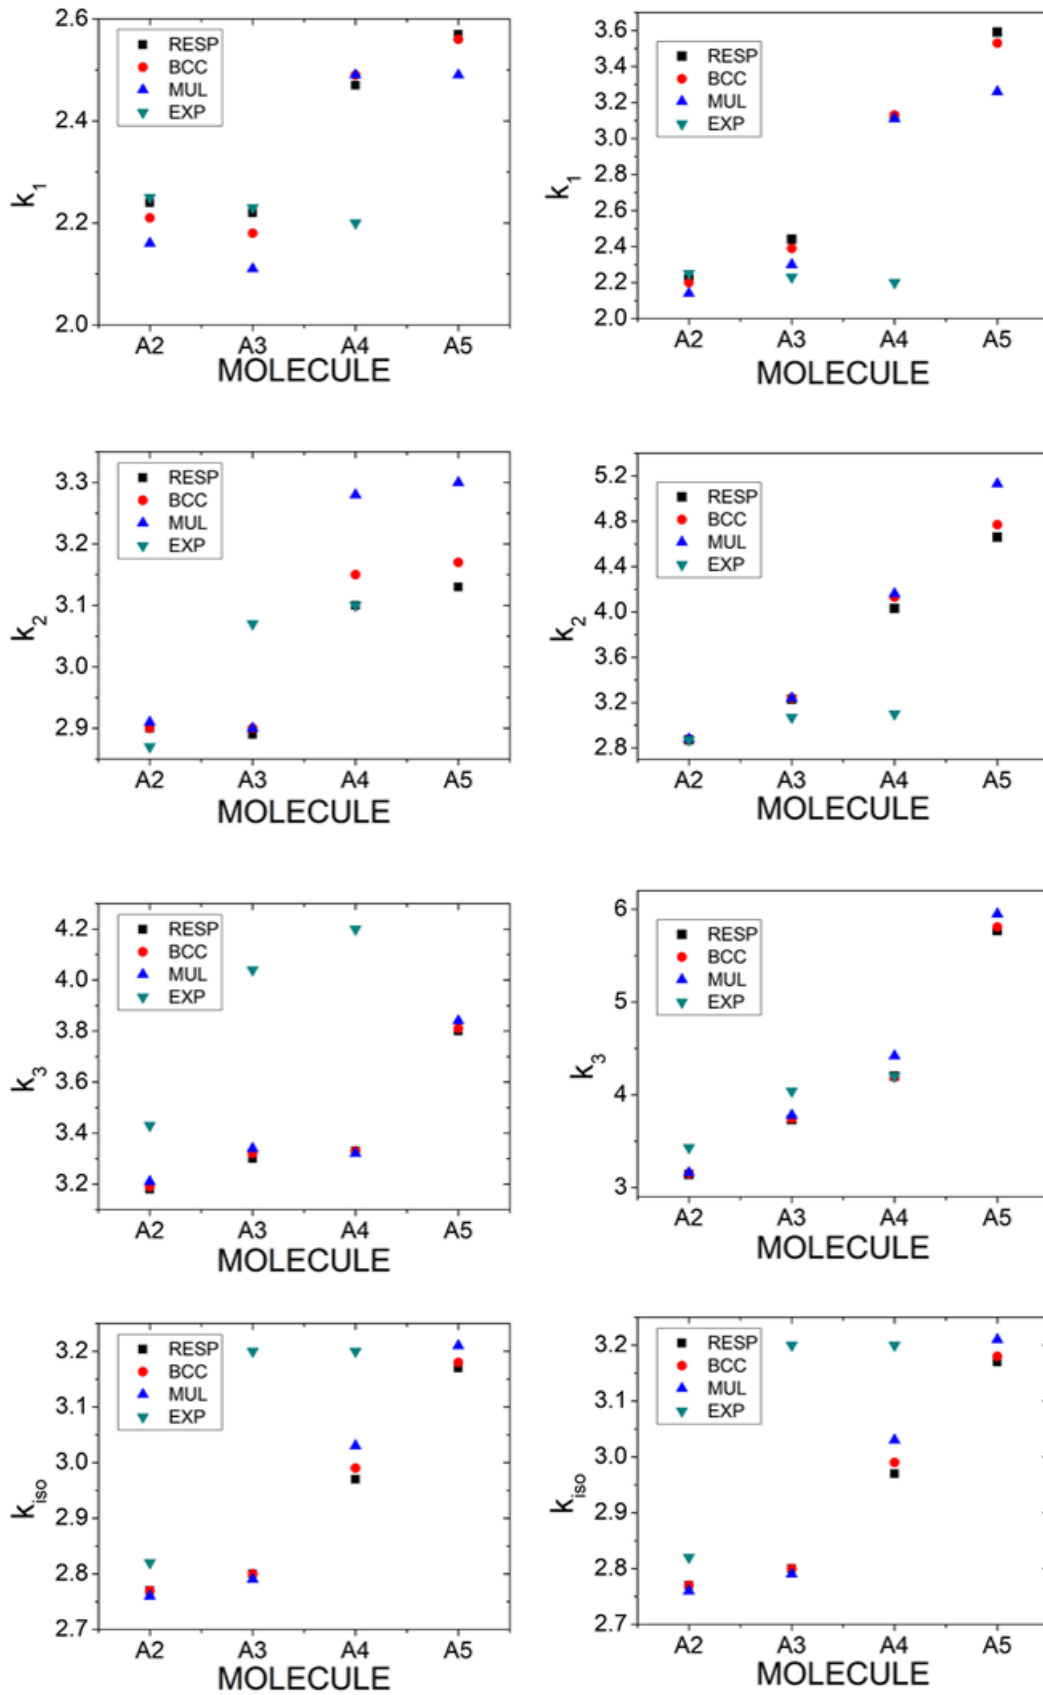 2.6
RESP
BCC
MUL
EXP
2.4
k1
2.2
2.0
A2 A3 A4 A5
MOLECULE
3.6
RESP
BCC
MUL
EXP
3.4
3.2
3.0
2.8
k1
2.6
2.4
2.2
2.0
A2 A3 A4 A5
MOLECULE
RESP
BCC
MUL
EXP
3.3
3.2
k2
3.1
3.0
2.9
A2 A3 A4 A5
MOLECULE
5.2
RESP
BCC
MUL
EXP
4.8
4.4
k2
4.0
3.6
3.2
2.8
A2 A3 A4 A5
MOLECULE
4.2
RESP
BCC
MUL
EXP
4.0
3.8
k3
3.6
3.4
3.2
A2 A3 A4 A5
MOLECULE
6
RESP
BCC
MUL
EXP
5
k3
4
3
A2 A3 A4 A5
MOLECULE
3.2
RESP
BCC
MUL
EXP
3.1
3.0
kiso
2.9
2.8
2.7
A2 A3 A4 A5
MOLECULE
3.2
RESP
BCC
MUL
EXP
3.1
3.0
kiso
2.9
2.8
2.7
A2 A3 A4 A5
MOLECULE